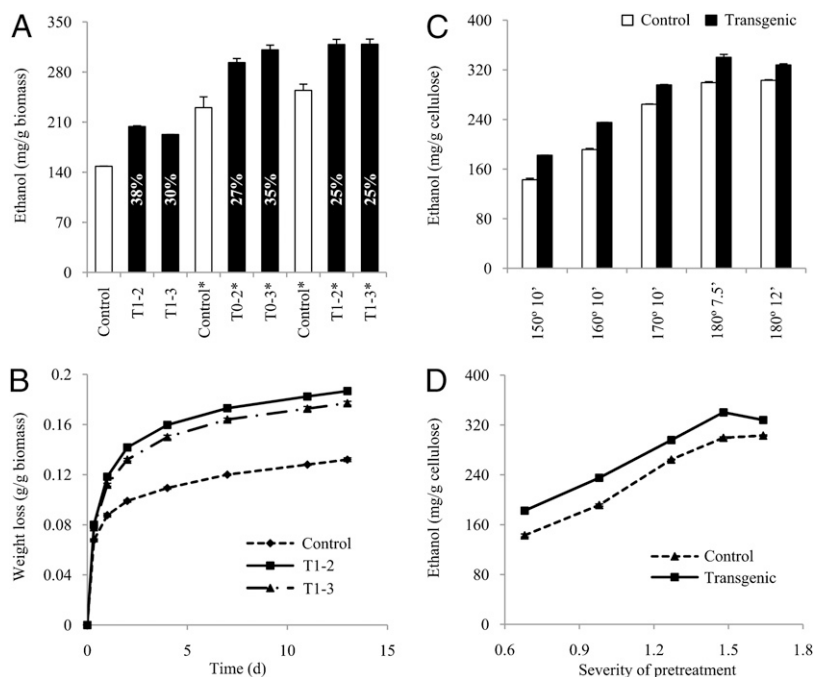 A
Ethanol (mg/g biomass)
350
280
210
140
70
0
38%
30%
27%
35%
25%
25%
Control
T1-2
T1-3
Control*
T0-2*
T0-3*
Control*
T1-2*
T1-3*
C
Control
Transgenic
Ethanol (mg/g cellulose)
400
320
240
160
80
0
150º 10’
160º 10’
170º 10’
180º 7.5’
180º 12’
B
Weight loss (g/g biomass)
0.2
0.16
0.12
0.08
0.04
0
Control
T1-2
T1-3
0
5
10
15
Time (d)
D
Ethanol (mg/g cellulose)
400
320
240
160
80
0
Control
Transgenic
0.6
0.9
1.2
1.5
1.8
Severity of pretreatment